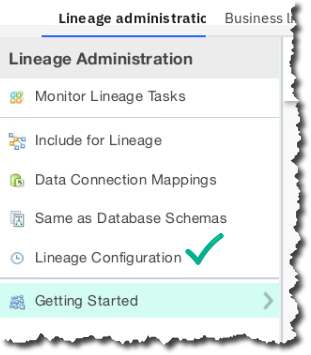 Lineage administratic
Business li
Lineage Administration
Monitor Lineage Tasks
Include for Lineage
Data Connection Mappings
Same as Database Schemas
Lineage Configuration
Getting Started